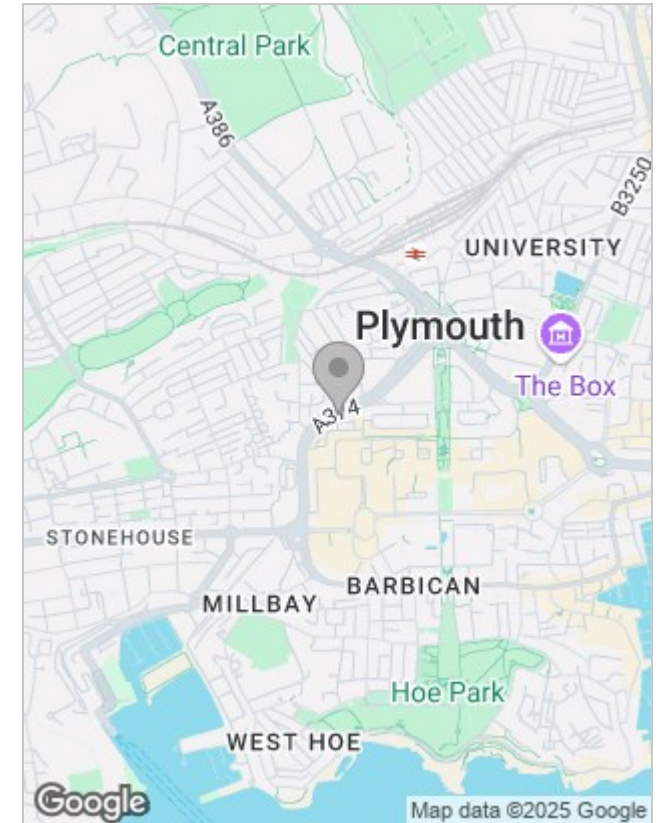 Central Park
A386
B3250
UNIVERSITY
Plymouth
The Box
A374
STONEHOUSE
BARBICAN
MILLBAY
Hoe Park
WEST HOE
Google
Map data ©2025 Google